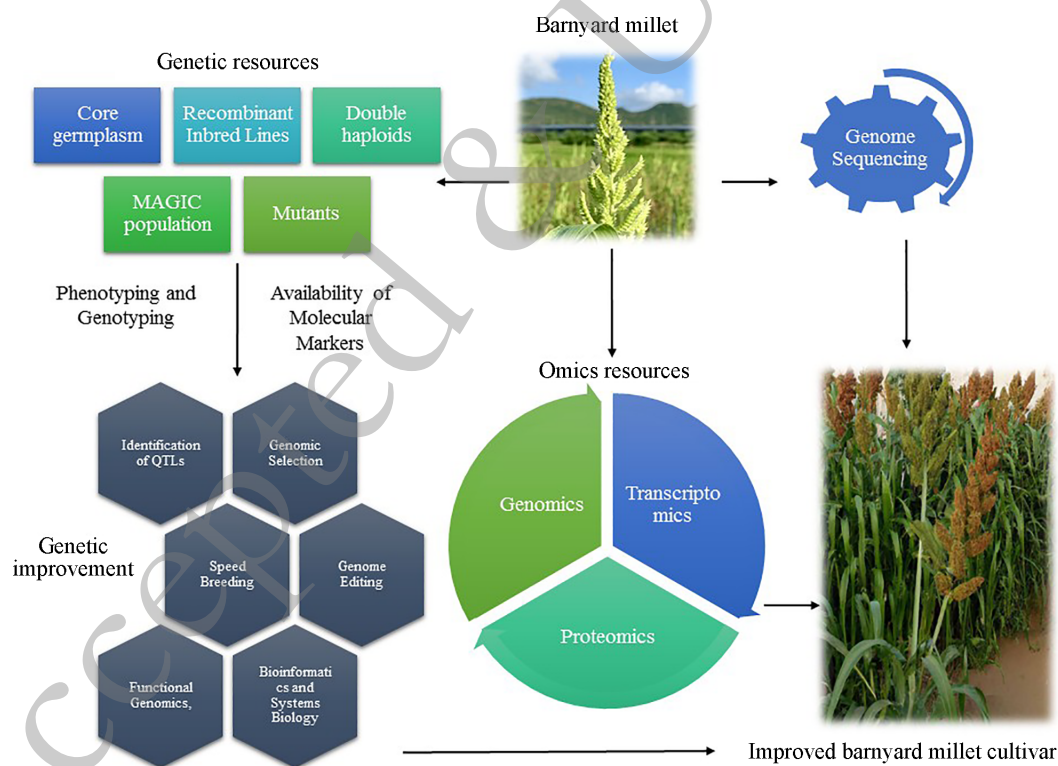 Barnyard millet
Genetic resources
Core
germplasm
Recombinant
Inbred Lines
Double
haploids
MAGIC
population
Mutants
Genome
Sequencing
Phenotyping and
Genotyping
Availability of
Molecular
Markers
Omics resources
Genomics
Transcripto
mics
Proteomics
Identification
of QTLs
Genomic
Selection
Genetic
improvement
Speed
Breeding
Genome
Editing
Functional
Genomics,
Bioinformati
cs and
Systems
Biology
Improved barnyard millet cultivar
ccepted & U